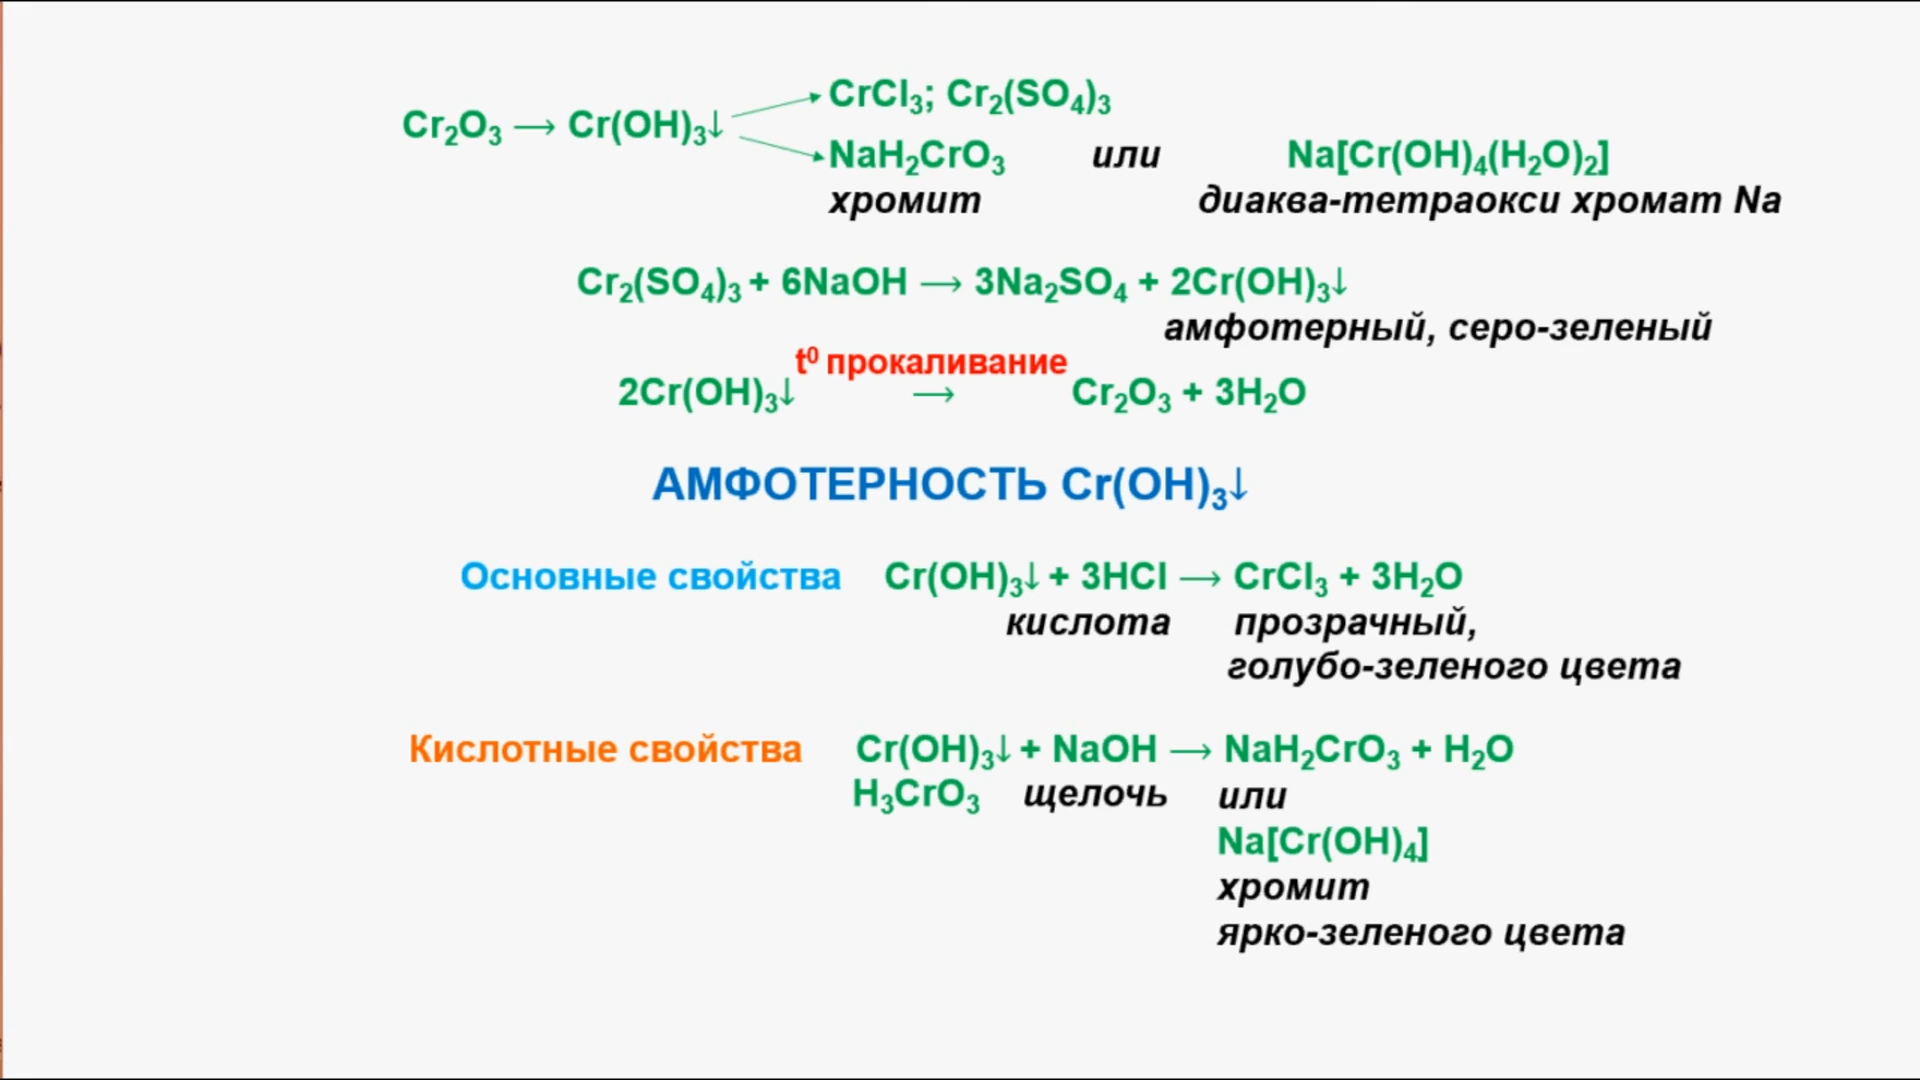 Cr₂O₃ → Cr(OH)₃↓
CrCl₃; Cr₂(SO₄)₃
NaH₂CrO₃ или Na[Cr(OH)₄(H₂O)₂]
хромит диаква-тетраокси хромат Na
Cr₂(SO₄)₃ + 6NaOH → 3Na₂SO₄ + 2Cr(OH)₃↓
амфотерный, серо-зеленый
t⁰ прокаливание
2Cr(OH)₃↓ → Cr₂O₃ + 3H₂O
АМФОТЕРНОСТЬ Cr(OH)₃↓
Основные свойства Cr(OH)₃↓ + 3HCl → CrCl₃ + 3H₂O
кислота прозрачный,
голубо-зеленого цвета
Кислотные свойства Cr(OH)₃↓ + NaOH → NaH₂CrO₃ + H₂O
H₃CrO₃ щелочь или
Na[Cr(OH)₄]
хромит
ярко-зеленого цвета